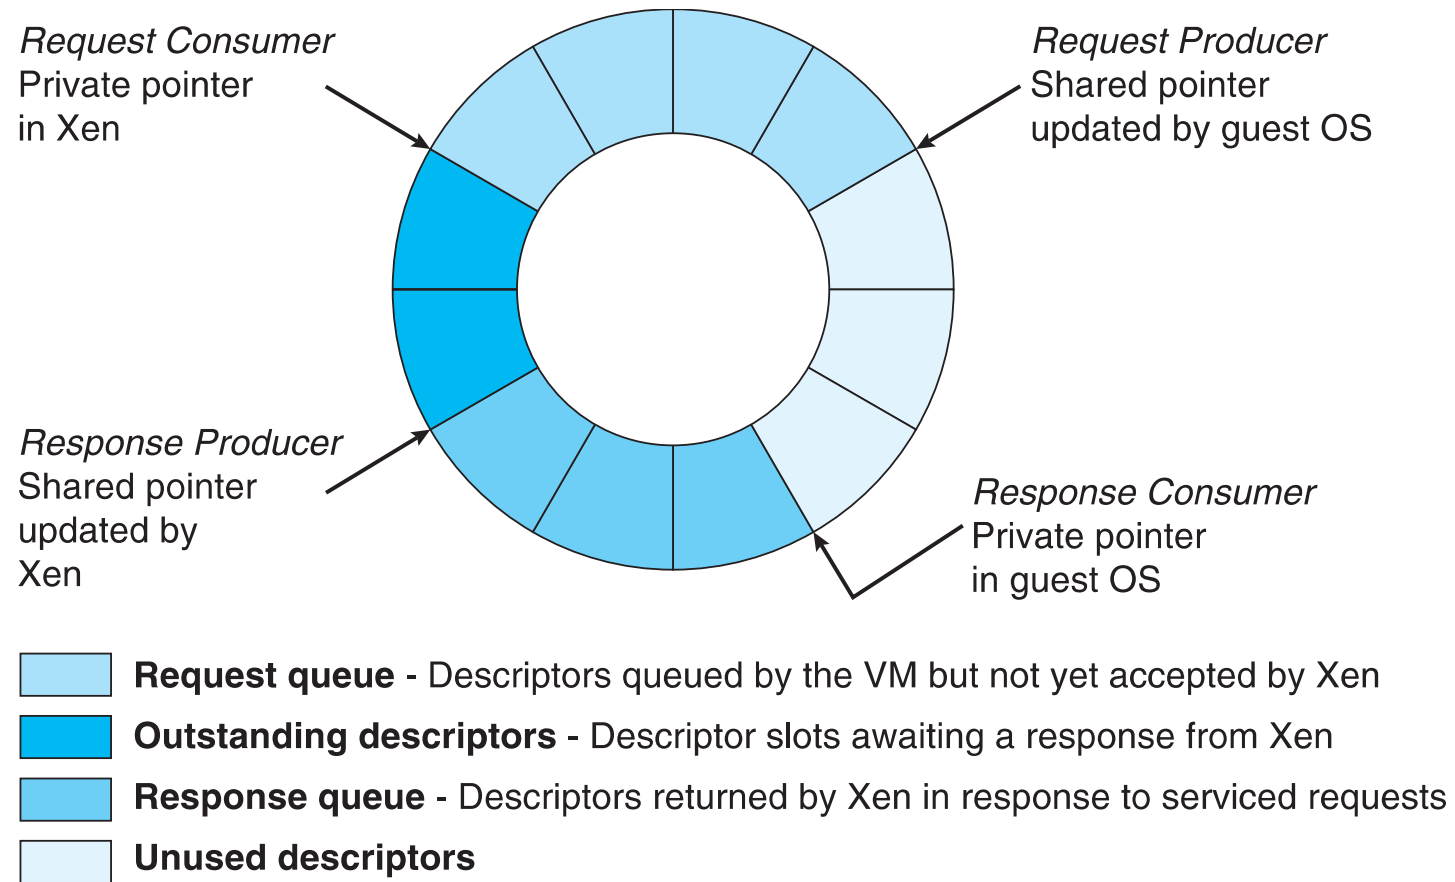 Request Consumer
Private pointer
in Xen
Request Producer
Shared pointer
updated by guest OS
Response Producer
Shared pointer
updated by
Xen
Response Consumer
Private pointer
in guest OS
Request queue - Descriptors queued by the VM but not yet accepted by Xen
Outstanding descriptors - Descriptor slots awaiting a response from Xen
Response queue - Descriptors returned by Xen in response to serviced requests
Unused descriptors